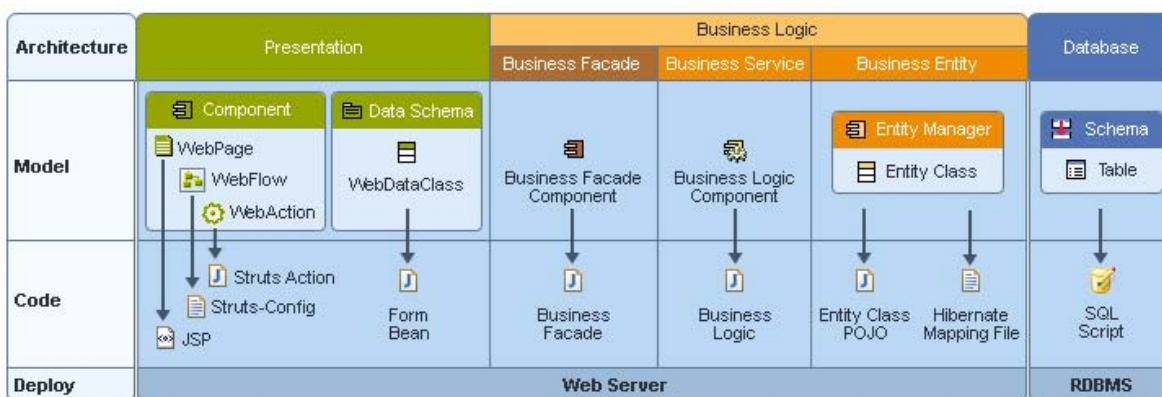 Architecture
Presentation
Business Logic
Database
Business Facade
Business Service
Business Entity
Model
Component
WebPage
WebFlow
WebAction
Data Schema
WebDataClass
Business Facade
Component
Business Logic
Component
Entity Manager
Entity Class
Schema
Table
Code
Struts Action
Struts-Config
JSP
Form
Bean
Business
Facade
Business
Logic
Entity Class
POJO
Hibernate
Mapping File
SQL
Script
Deploy
Web Server
RDBMS